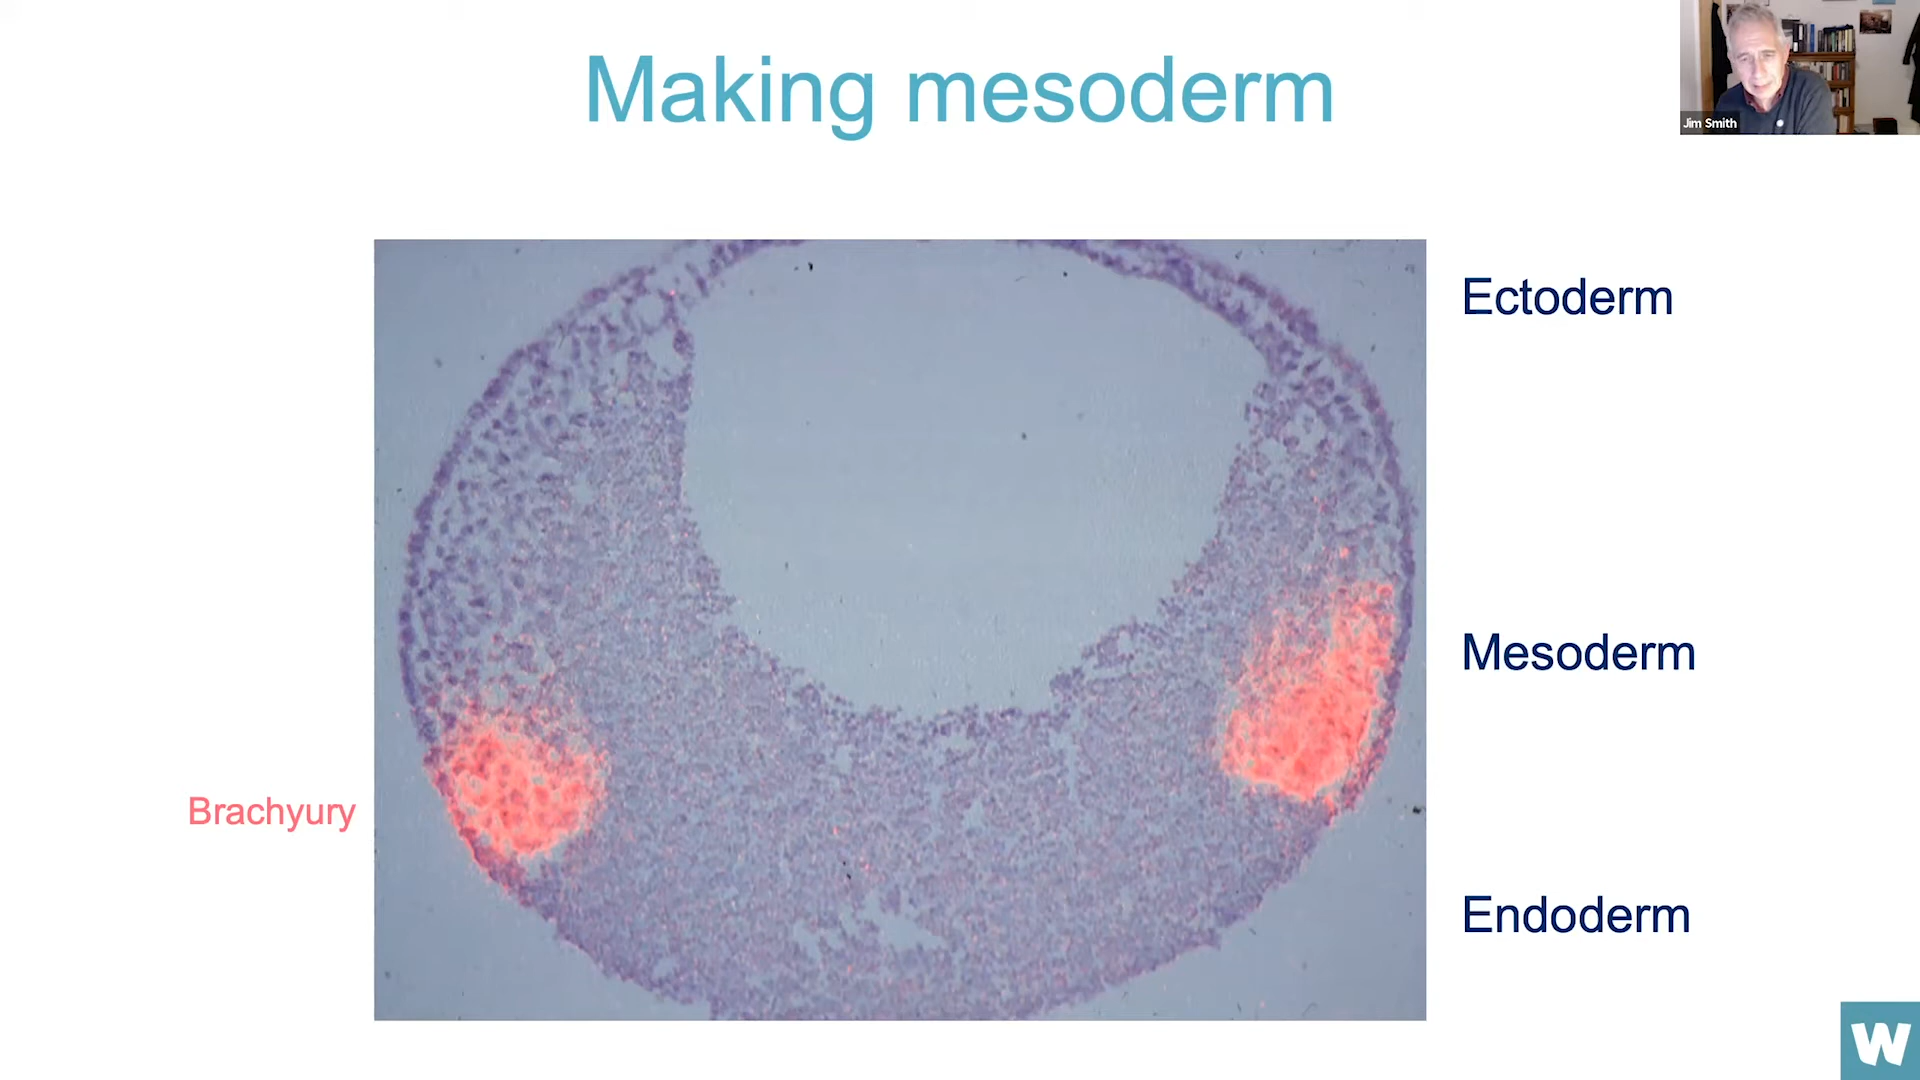 Making mesoderm
Jim Smith
Ectoderm
Mesoderm
Brachyury
Endoderm
W